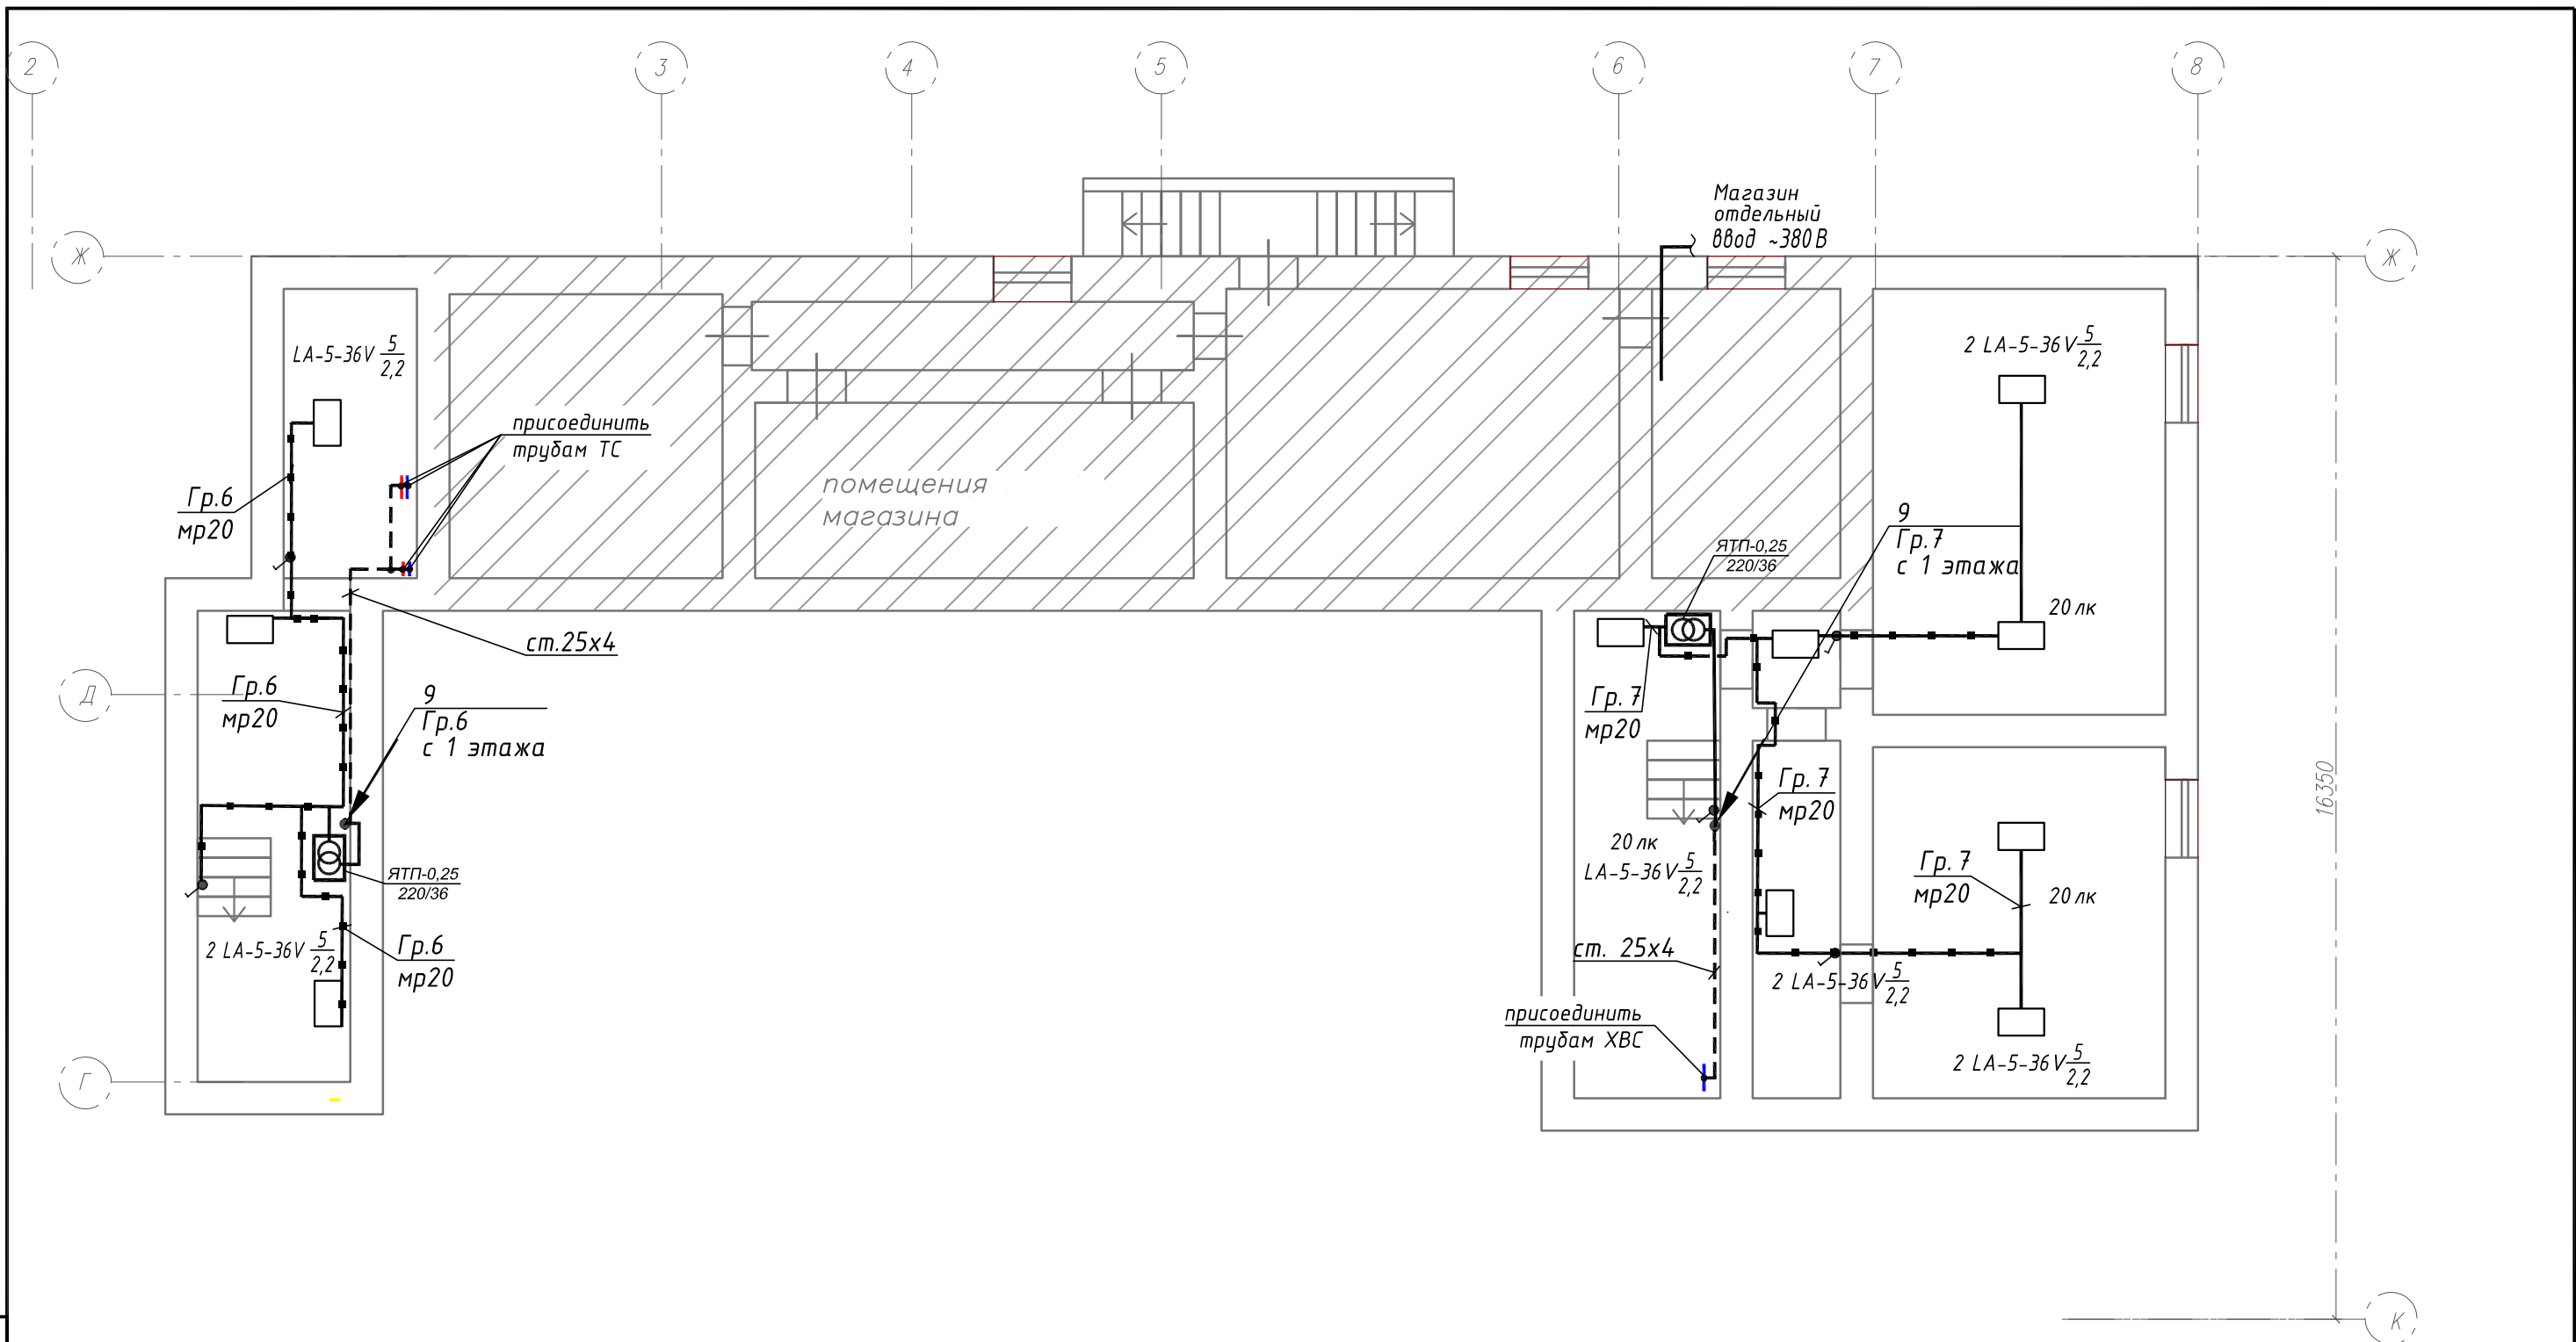 2
3
4
5
6
7
8
Магазин
отдельный
ввод ~380В
Ж
Ж
LA-5-36V 5
2,2
2 LA-5-36V 5
2,2
присоединить
трубам ТС
помещения
магазина
Гр.6
мр20
9
Гр.7
с 1 этажа
ЯТП-0,25
220/36
20 лк
ст.25х4
Д
Гр.6
мр20
9
Гр.6
с 1 этажа
Гр. 7
мр20
Гр. 7
мр20
16350
20 лк
LA-5-36V 5
2,2
Гр. 7
мр20
20 лк
ЯТП-0,25
220/36
2 LA-5-36V 5
2,2
Гр.6
мр20
ст. 25х4
2 LA-5-36V 5
2,2
присоединить
трубам ХВС
2 LA-5-36V 5
2,2
Г
К